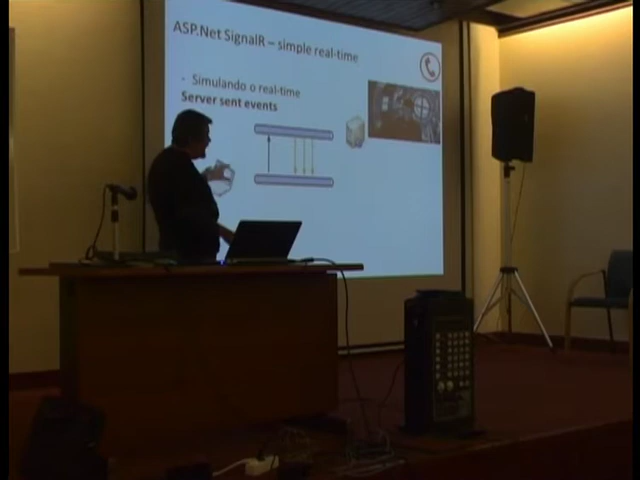 ASP.Net SignalR – simple real-time
- Simulando o real-time
Server sent events